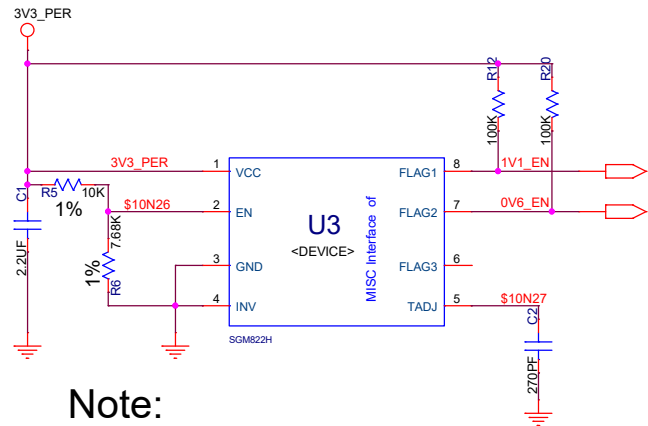 3V3_PER
R12
R20
100K
100K
3V3_PER
1
VCC
FLAG1
8
1V1_EN
C1
R5
10K
1%
$10N26
2
EN
U3
<DEVICE>
MISC Interface of
FLAG2
7
0V6_EN
2.2UF
7.68K
1%
R6
3
GND
FLAG3
6
4
INV
TADJ
5
$10N27
SGM822H
C2
270PF
Note: